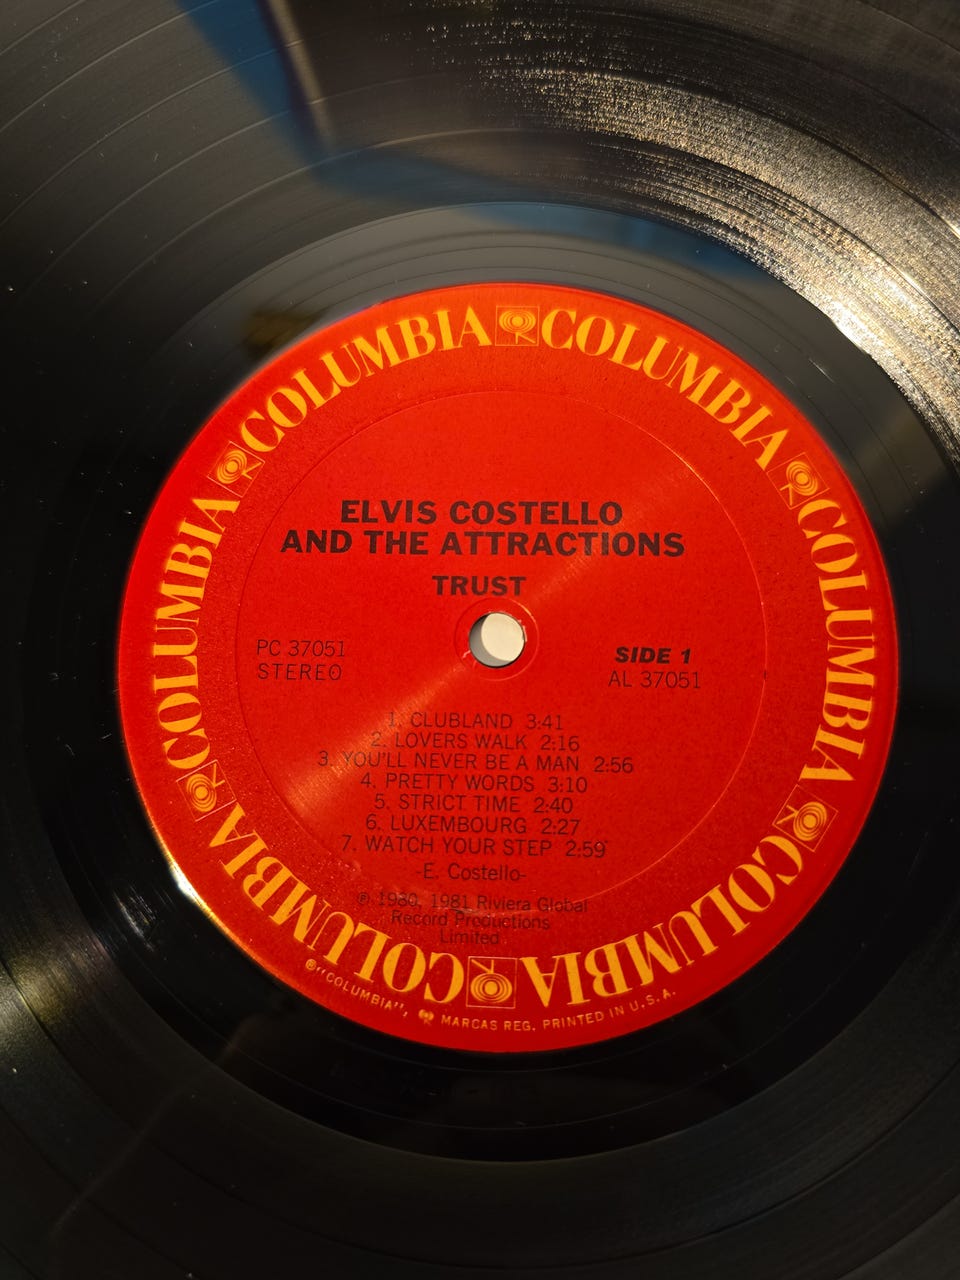 COLUMBIA COLUMBIA COLUMBIA COLUMBIA COLUMBIA COLUMBIA
ELVIS COSTELLO
AND THE ATTRACTIONS
TRUST
PC 37051
STEREO
SIDE 1
AL 37051
1. CLUBLAND 3:41
2. LOVERS WALK 2:16
3. YOU'LL NEVER BE A MAN 2:56
4. PRETTY WORDS 3:10
5. STRICT TIME 2:40
6. LUXEMBOURG 2:27
7. WATCH YOUR STEP 2:59
-E. Costello-
℗ 1980, 1981 Riviera Global
Record Productions
Limited
®"COLUMBIA", MARCAS REG. PRINTED IN U.S.A.